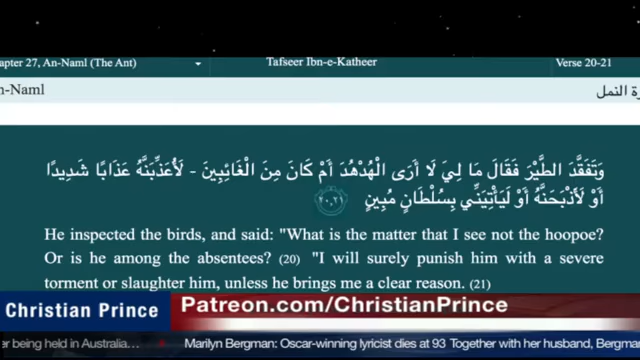 apter 27, An-Naml (The Ant)
Tafseer Ibn-e-Katheer
Verse 20-21
-Naml
رة النمل
وَتَفَقَّدَ الطَّيْرَ فَقَالَ مَا لِيَ لَا أَرَى الْهُدْهُدَ أَمْ كَانَ مِنَ الْغَائِبِينَ - لَأُعَذِّبَنَّهُ عَذَابًا شَدِيدًا
أَوْ لَأَذْبَحَنَّهُ أَوْ لَيَأْتِيَنِّي بِسُلْطَانٍ مُبِينٍ ٢٠،٢١
He inspected the birds, and said: "What is the matter that I see not the hoopoe?
Or is he among the absentees? (20) "I will surely punish him with a severe
torment or slaughter him, unless he brings me a clear reason. (21)
Christian Prince
Patreon.com/ChristianPrince
er being held in Australia...
Marilyn Bergman: Oscar-winning lyricist dies at 93 Together with her husband, Bergma